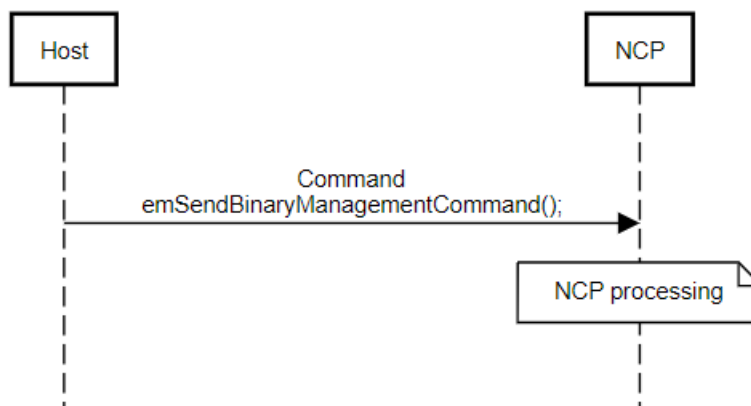 Host
NCP
Command
emSendBinaryManagementCommand();
NCP processing